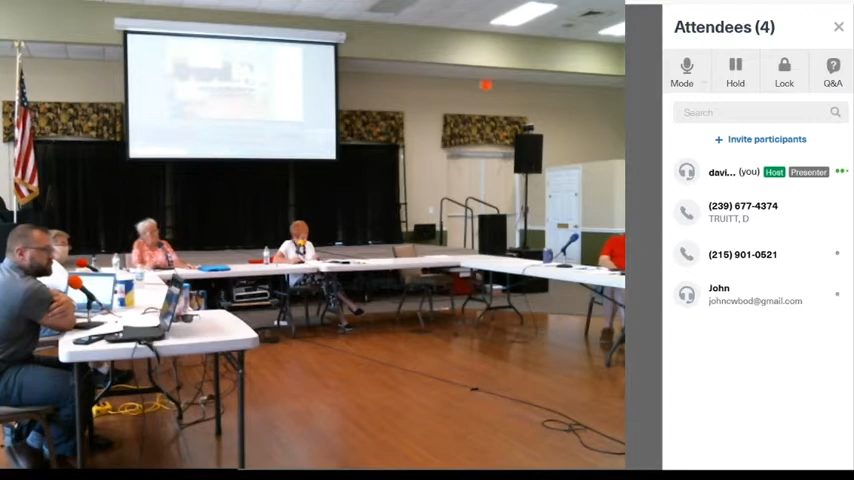 Attendees (4)
Mode
Hold
Lock
Q&A
Search
+ Invite participants
davi... (you) Host Presenter
(239) 677-4374
TRUITT, D
(215) 901-0521
John
johncwbod@gmail.com